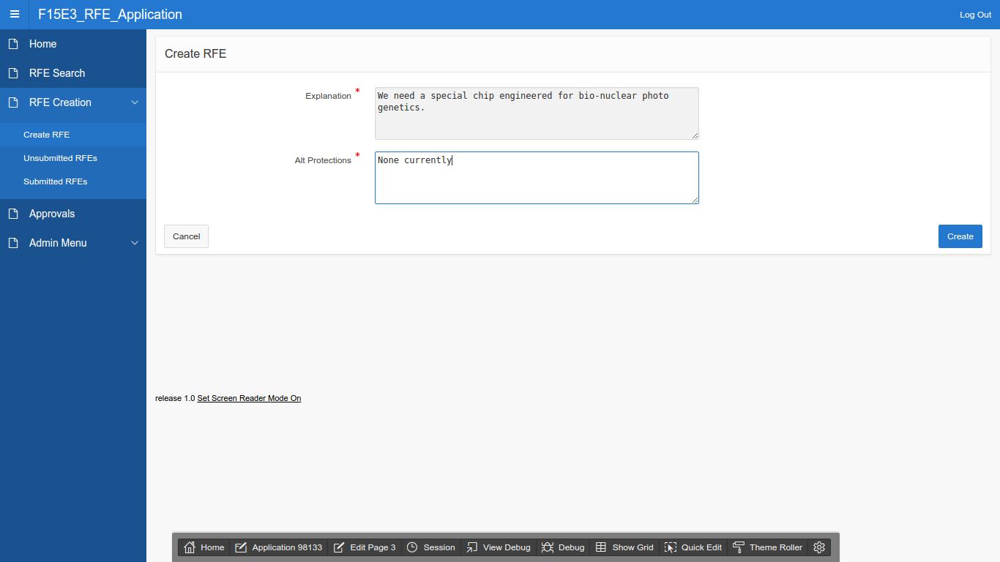 F15E3_RFE_Application
Log Out
Home
RFE Search
RFE Creation
Create RFE
Unsubmitted RFEs
Submitted RFEs
Approvals
Admin Menu
Create RFE
Explanation *
We need a special chip engineered for bio-nuclear photo
genetics.
Alt Protections *
None currently
Cancel
Create
release 1.0 Set Screen Reader Mode On
Home Application 98133 Edit Page 3 Session View Debug Debug Show Grid Quick Edit Theme Roller